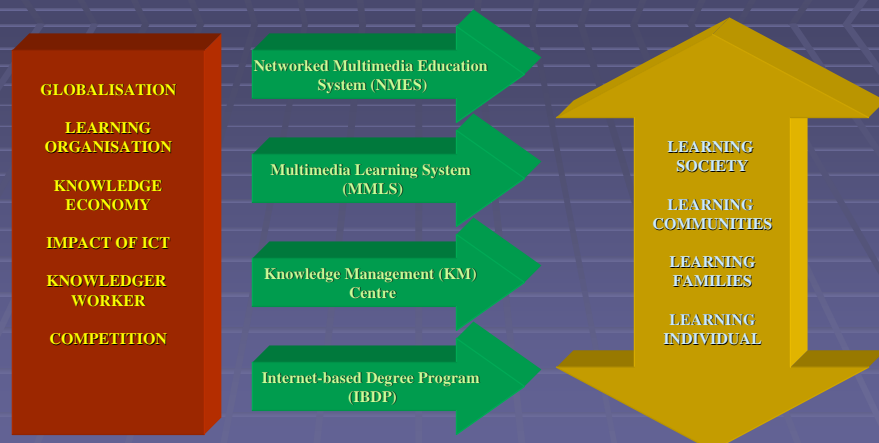 GLOBALISATION
LEARNING
ORGANISATION
KNOWLEDGE
ECONOMY
IMPACT OF ICT
KNOWLEDGER
WORKER
COMPETITION
Networked Multimedia Education
System (NMES)
Multimedia Learning System
(MMLS)
Knowledge Management (KM)
Centre
Internet-based Degree Program
(IBDP)
LEARNING
SOCIETY
LEARNING
COMMUNITIES
LEARNING
FAMILIES
LEARNING
INDIVIDUAL